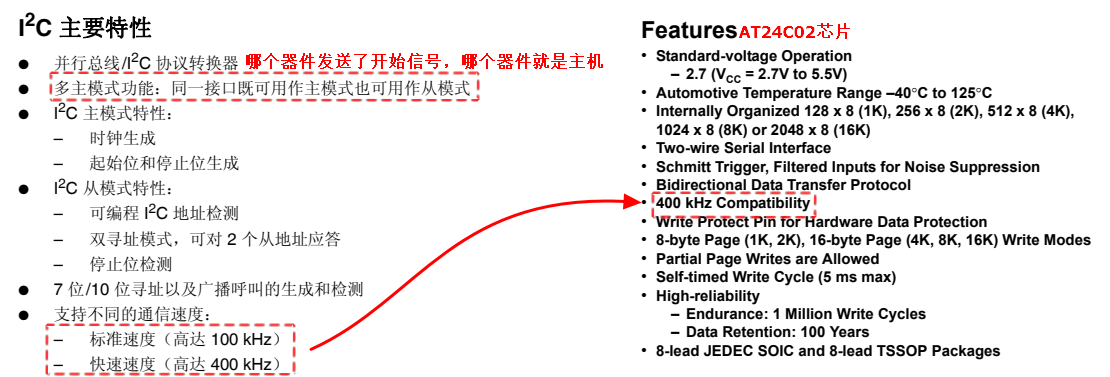 I²C 主要特性
● 并行总线/I²C 协议转换器 哪个器件发送了开始信号，哪个器件就是主机
● 多主模式功能：同一接口既可用作主模式也可用作从模式
● I²C 主模式特性：
– 时钟生成
– 起始位和停止位生成
● I²C 从模式特性：
– 可编程 I²C 地址检测
– 双寻址模式，可对 2 个从地址应答
– 停止位检测
● 7 位/10 位寻址以及广播呼叫的生成和检测
● 支持不同的通信速度：
– 标准速度（高达 100 kHz）
– 快速速度（高达 400 kHz）
Features AT24C02芯片
• Standard-voltage Operation
– 2.7 (VCC = 2.7V to 5.5V)
• Automotive Temperature Range –40°C to 125°C
• Internally Organized 128 x 8 (1K), 256 x 8 (2K), 512 x 8 (4K),
1024 x 8 (8K) or 2048 x 8 (16K)
• Two-wire Serial Interface
• Schmitt Trigger, Filtered Inputs for Noise Suppression
• Bidirectional Data Transfer Protocol
• 400 kHz Compatibility
• Write Protect Pin for Hardware Data Protection
• 8-byte Page (1K, 2K), 16-byte Page (4K, 8K, 16K) Write Modes
• Partial Page Writes are Allowed
• Self-timed Write Cycle (5 ms max)
• High-reliability
– Endurance: 1 Million Write Cycles
– Data Retention: 100 Years
• 8-lead JEDEC SOIC and 8-lead TSSOP Packages